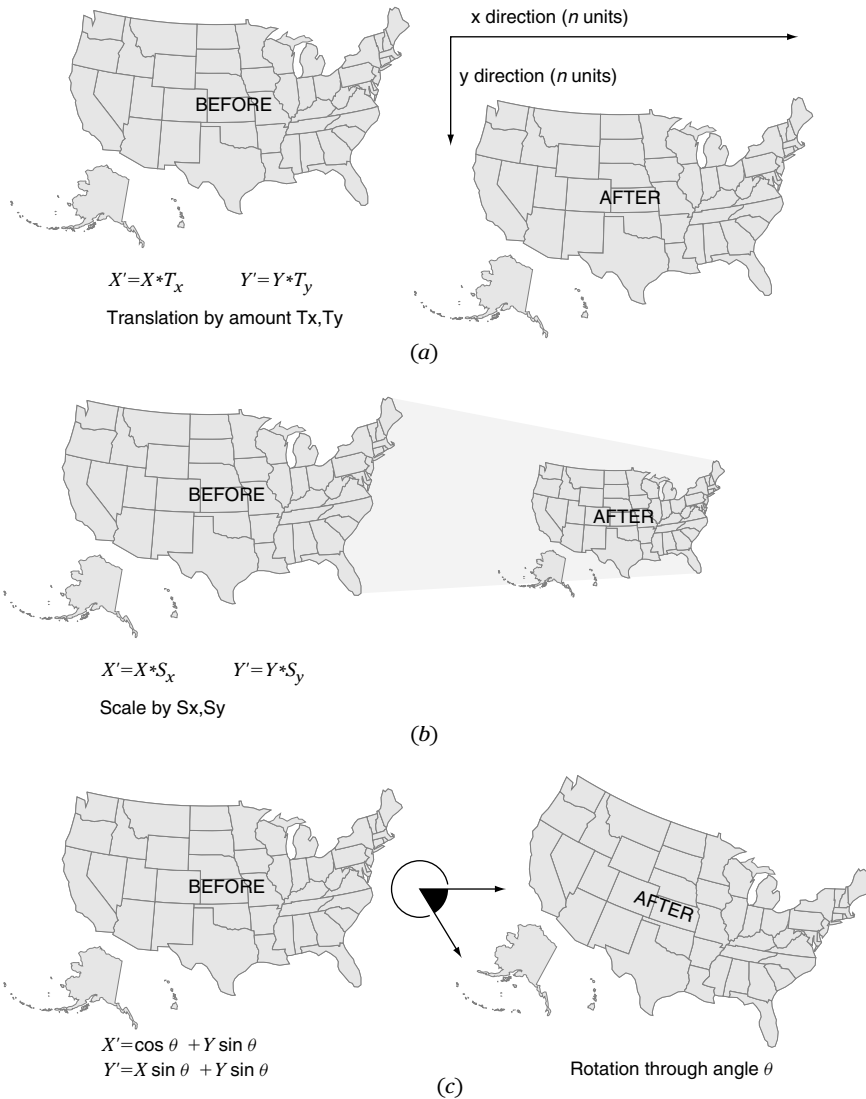 x direction (n units)
y direction (n units)
BEFORE
AFTER
X'=X*Tx Y'=Y*Ty
Translation by amount Tx,Ty
(a)
BEFORE
AFTER
X'=X*Sx Y'=Y*Sy
Scale by Sx,Sy
(b)
BEFORE
AFTER
X'=cos θ +Y sin θ
Y'=X sin θ +Y sin θ
Rotation through angle θ
(c)